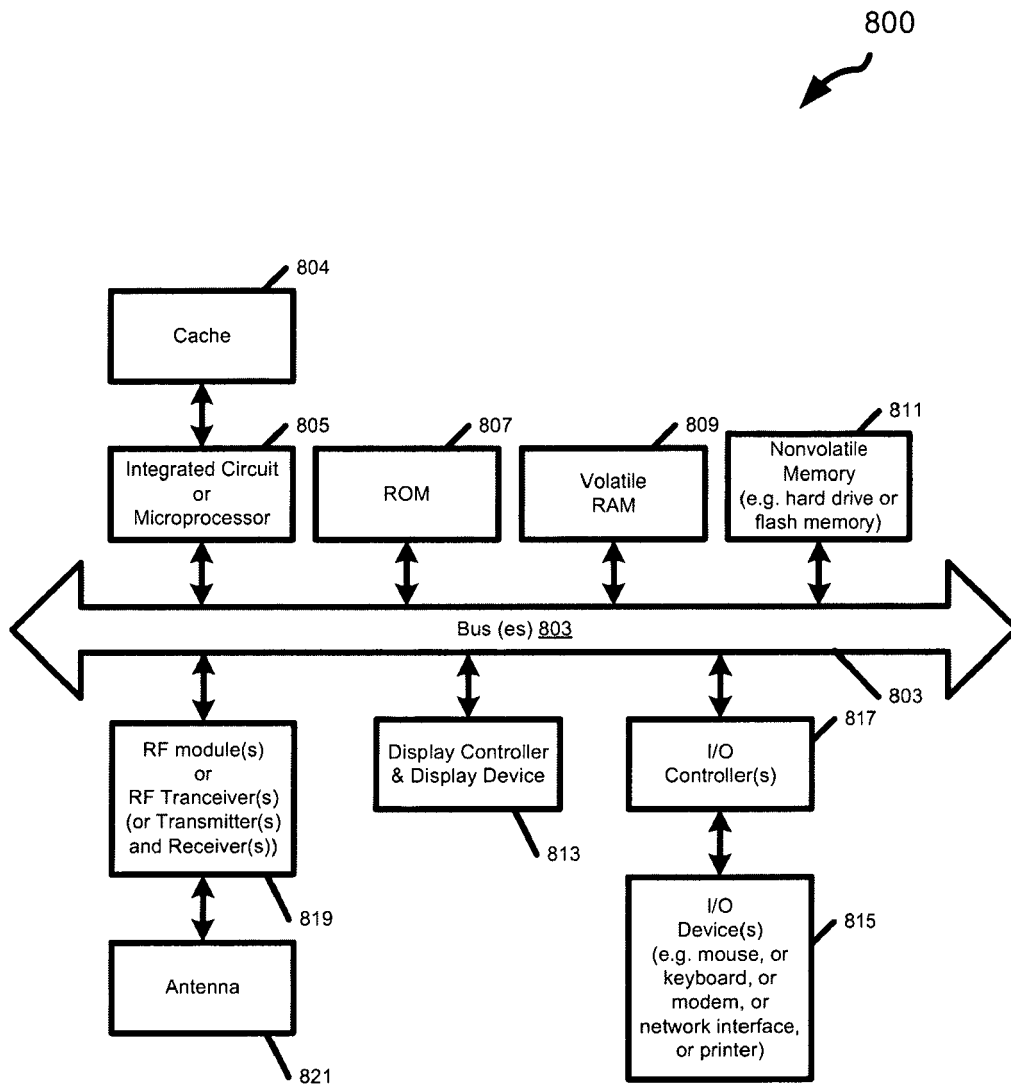 800
804
Cache
805
807
809
811
Integrated Circuit
or
Microprocessor
ROM
Volatile
RAM
Nonvolatile
Memory
(e.g. hard drive or
flash memory)
Bus (es) 803
803
RF module(s)
or
RF Tranceiver(s)
(or Transmitter(s)
and Receiver(s))
819
Display Controller
& Display Device
813
817
I/O
Controller(s)
Antenna
821
815
I/O
Device(s)
(e.g. mouse, or
keyboard, or
modem, or
network interface,
or printer)